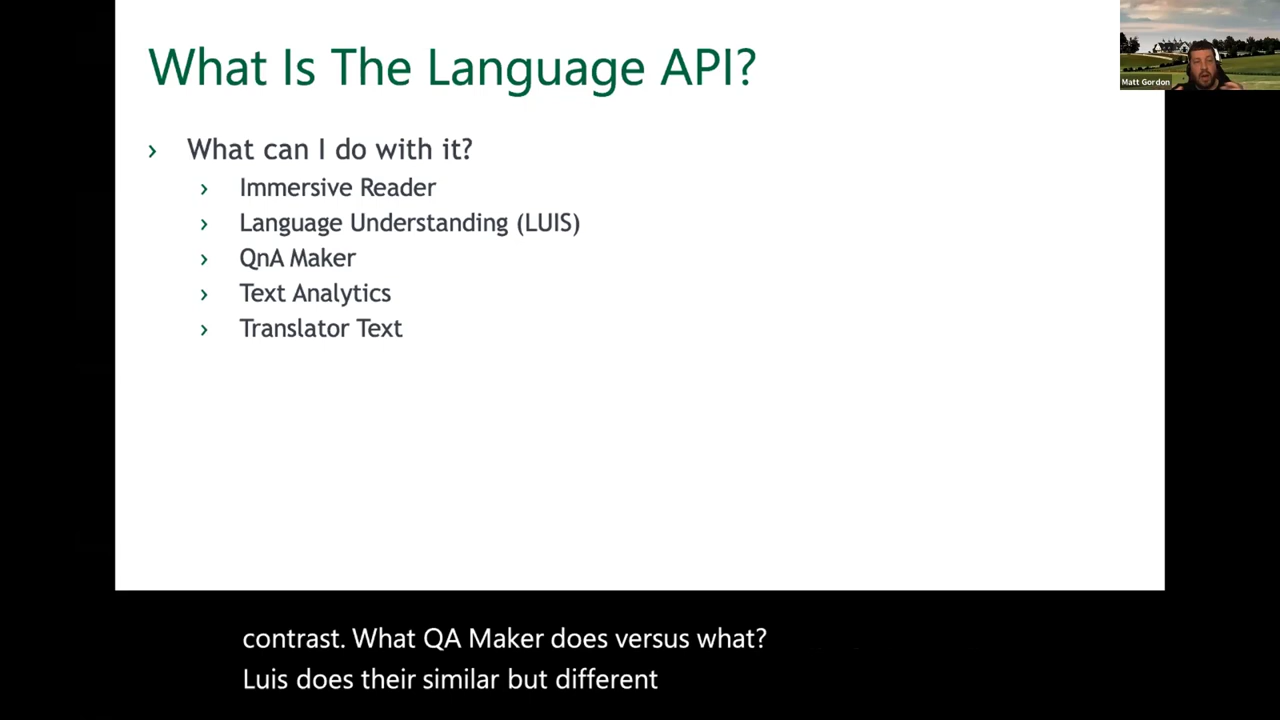 What Is The Language API?
Matt Gordon
› What can I do with it?
› Immersive Reader
› Language Understanding (LUIS)
› QnA Maker
› Text Analytics
› Translator Text
contrast. What QA Maker does versus what?
Luis does their similar but different